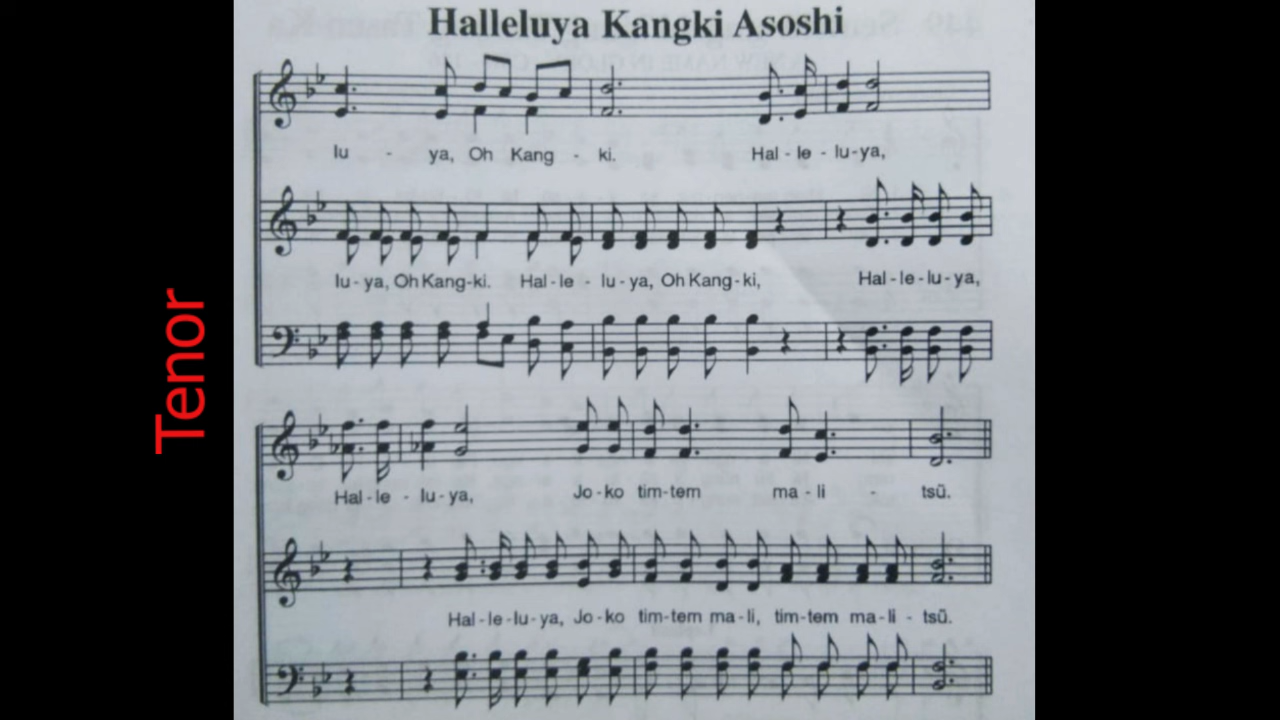 Halleluya Kangki Asoshi
lu - ya, Oh Kang - ki. Hal - le - lu - ya,
lu - ya, Oh Kang - ki. Hal - le - lu - ya, Oh Kang - ki, Hal - le - lu - ya,
Hal - le - lu - ya, Jo - ko tim - tem ma - li - tsü.
Hal - le - lu - ya, Jo - ko tim - tem ma - li, tim - tem ma - li - tsü.
Tenor